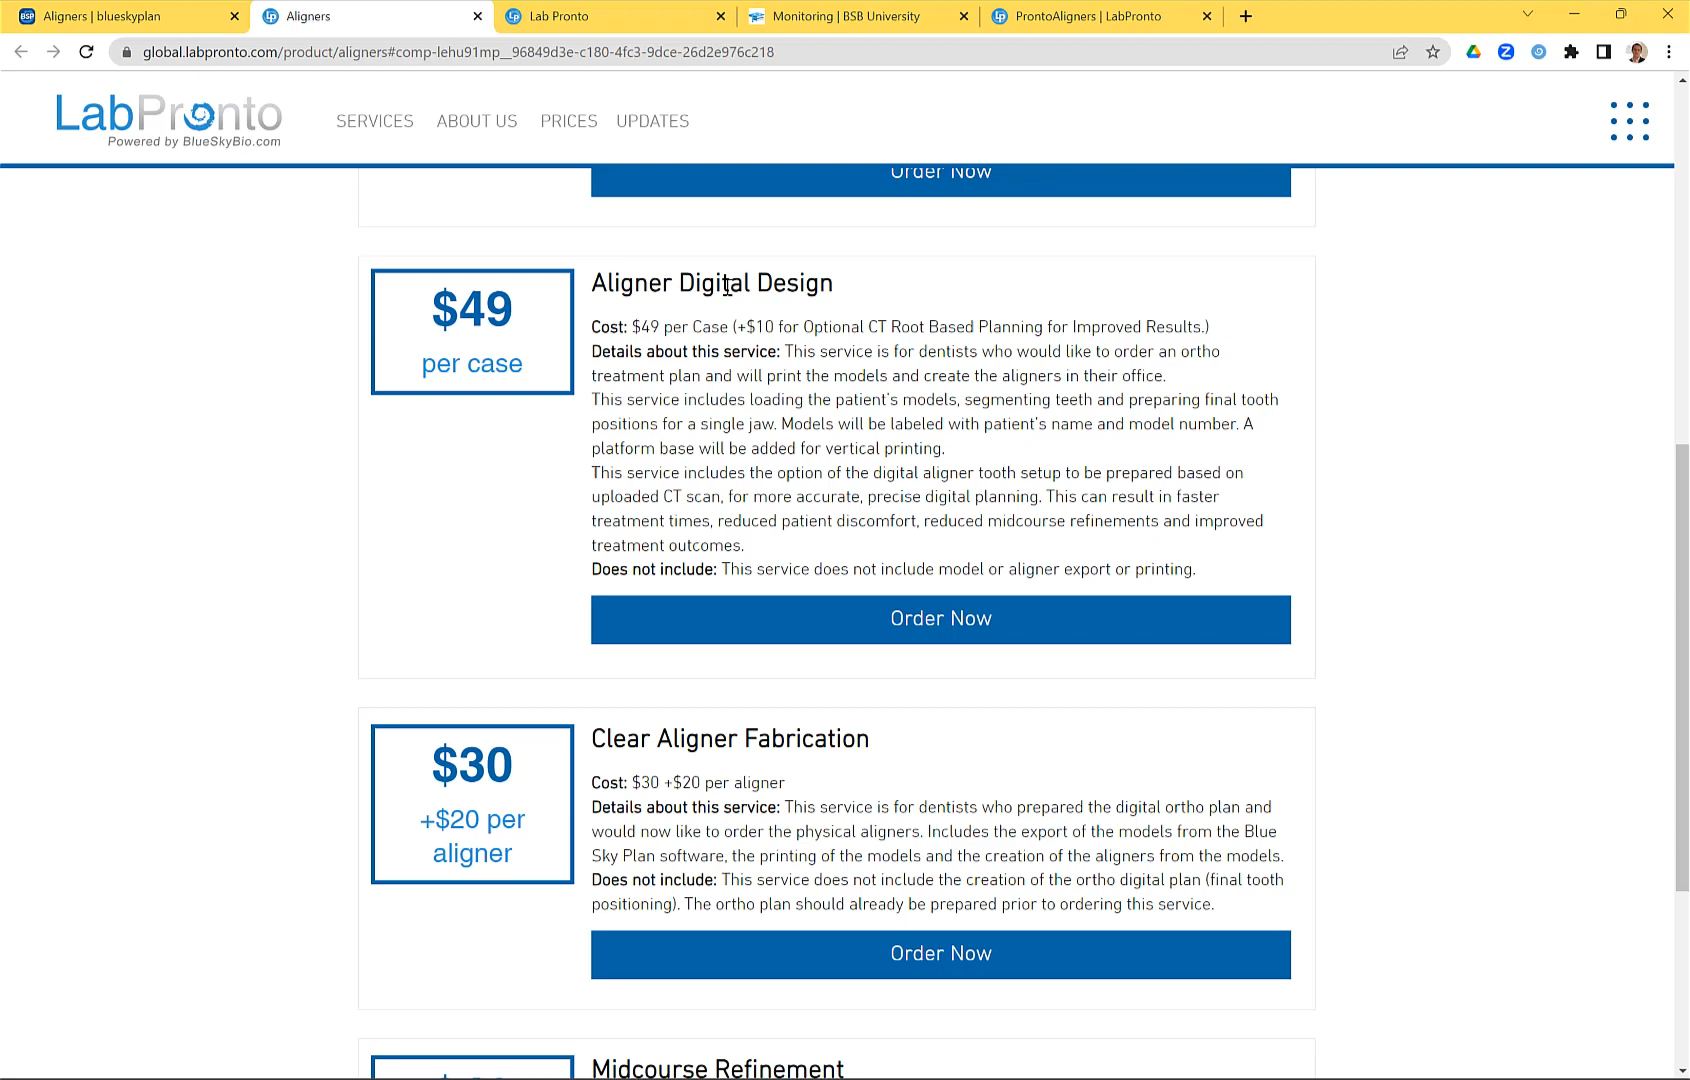 Aligners | blueskyplan
Aligners
Lab Pronto
Monitoring | BSB University
ProntoAligners | LabPronto
global.labpronto.com/product/aligners#comp-lehu91mp__96849d3e-c180-4fc3-9dce-26d2e976c218
LabPronto
Powered by BlueSkyBio.com
SERVICES
ABOUT US
PRICES
UPDATES
Order Now
$49
per case
Aligner Digital Design
Cost: $49 per Case (+$10 for Optional CT Root Based Planning for Improved Results.)
Details about this service: This service is for dentists who would like to order an ortho
treatment plan and will print the models and create the aligners in their office.
This service includes loading the patient's models, segmenting teeth and preparing final tooth
positions for a single jaw. Models will be labeled with patient's name and model number. A
platform base will be added for vertical printing.
This service includes the option of the digital aligner tooth setup to be prepared based on
uploaded CT scan, for more accurate, precise digital planning. This can result in faster
treatment times, reduced patient discomfort, reduced midcourse refinements and improved
treatment outcomes.
Does not include: This service does not include model or aligner export or printing.
Order Now
$30
+$20 per
aligner
Clear Aligner Fabrication
Cost: $30 +$20 per aligner
Details about this service: This service is for dentists who prepared the digital ortho plan and
would now like to order the physical aligners. Includes the export of the models from the Blue
Sky Plan software, the printing of the models and the creation of the aligners from the models.
Does not include: This service does not include the creation of the ortho digital plan (final tooth
positioning). The ortho plan should already be prepared prior to ordering this service.
Order Now
Midcourse Refinement